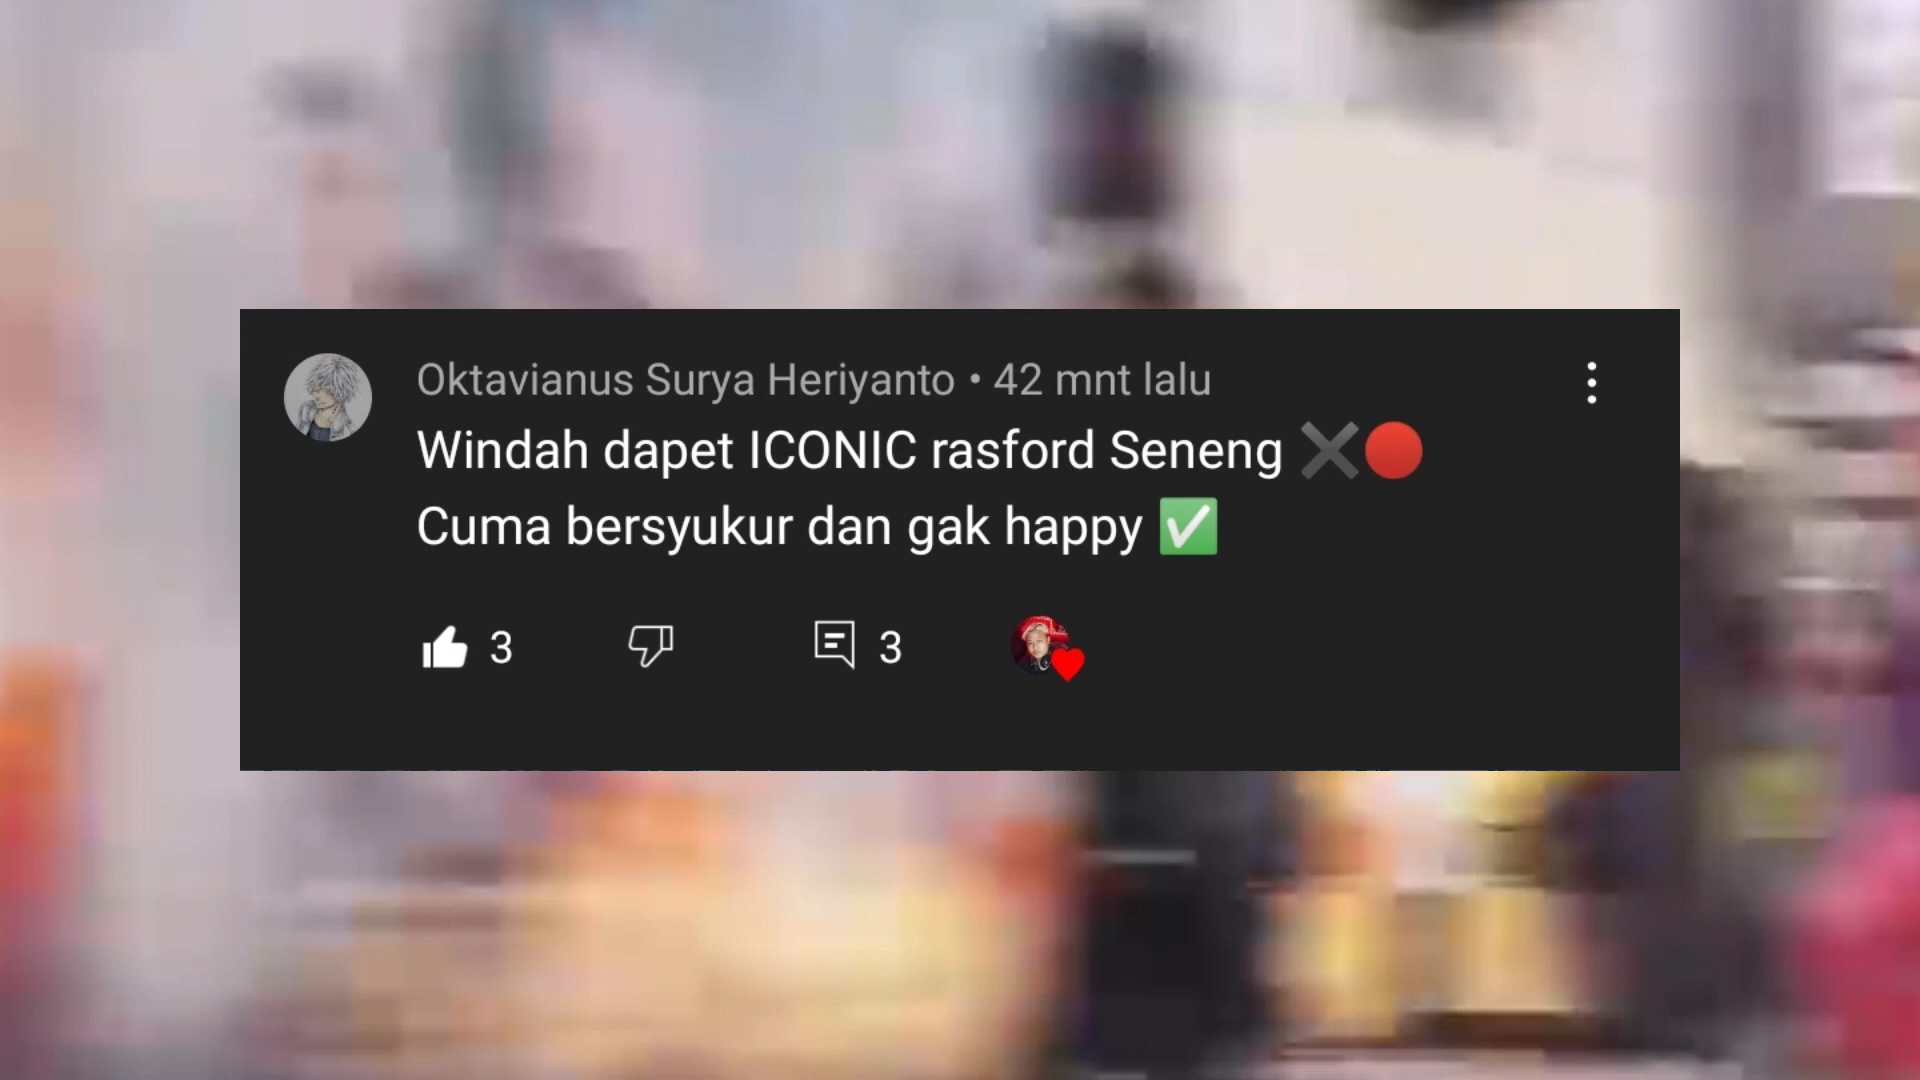 Oktavianus Surya Heriyanto • 42 mnt lalu
Windah dapet ICONIC rasford Seneng ✖🔴
Cuma bersyukur dan gak happy ✅
3
3